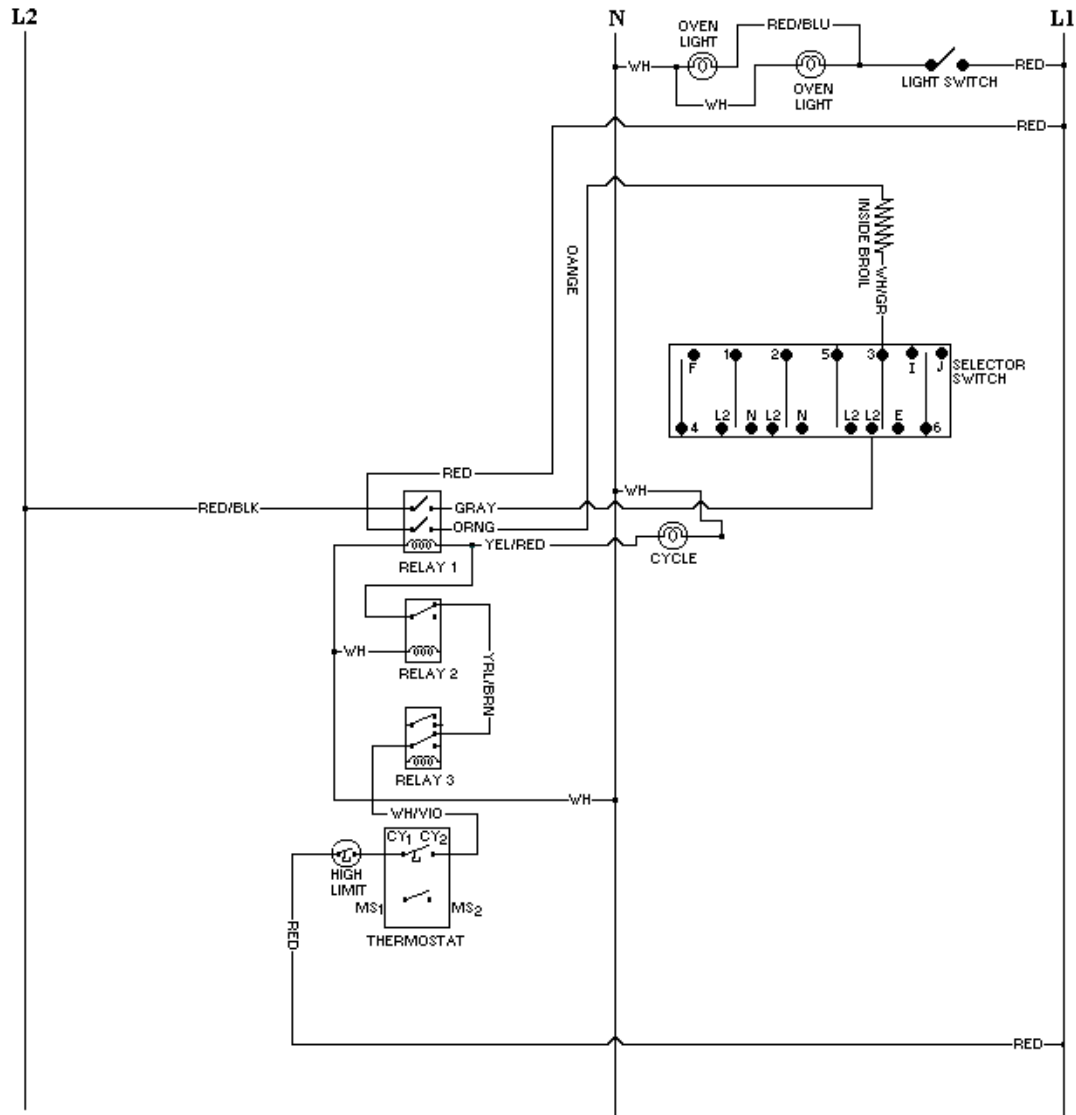 L2
N
L1
OVEN
LIGHT
RED/BLU
WH
OVEN
LIGHT
WH
LIGHT SWITCH
RED
RED
OANGE
INSIDE BROIL
WH/GR
F
1
2
5
3
I
J
SELECTOR
SWITCH
4
L2
N
L2
N
L2
L2
E
6
RED
WH
RED/BLK
GRAY
ORNG
YEL/RED
CYCLE
RELAY 1
WH
RELAY 2
YRL/BRN
RELAY 3
WH
WH/VIO
CY1 CY2
HIGH
LIMIT
MS1
MS2
THERMOSTAT
RED
RED